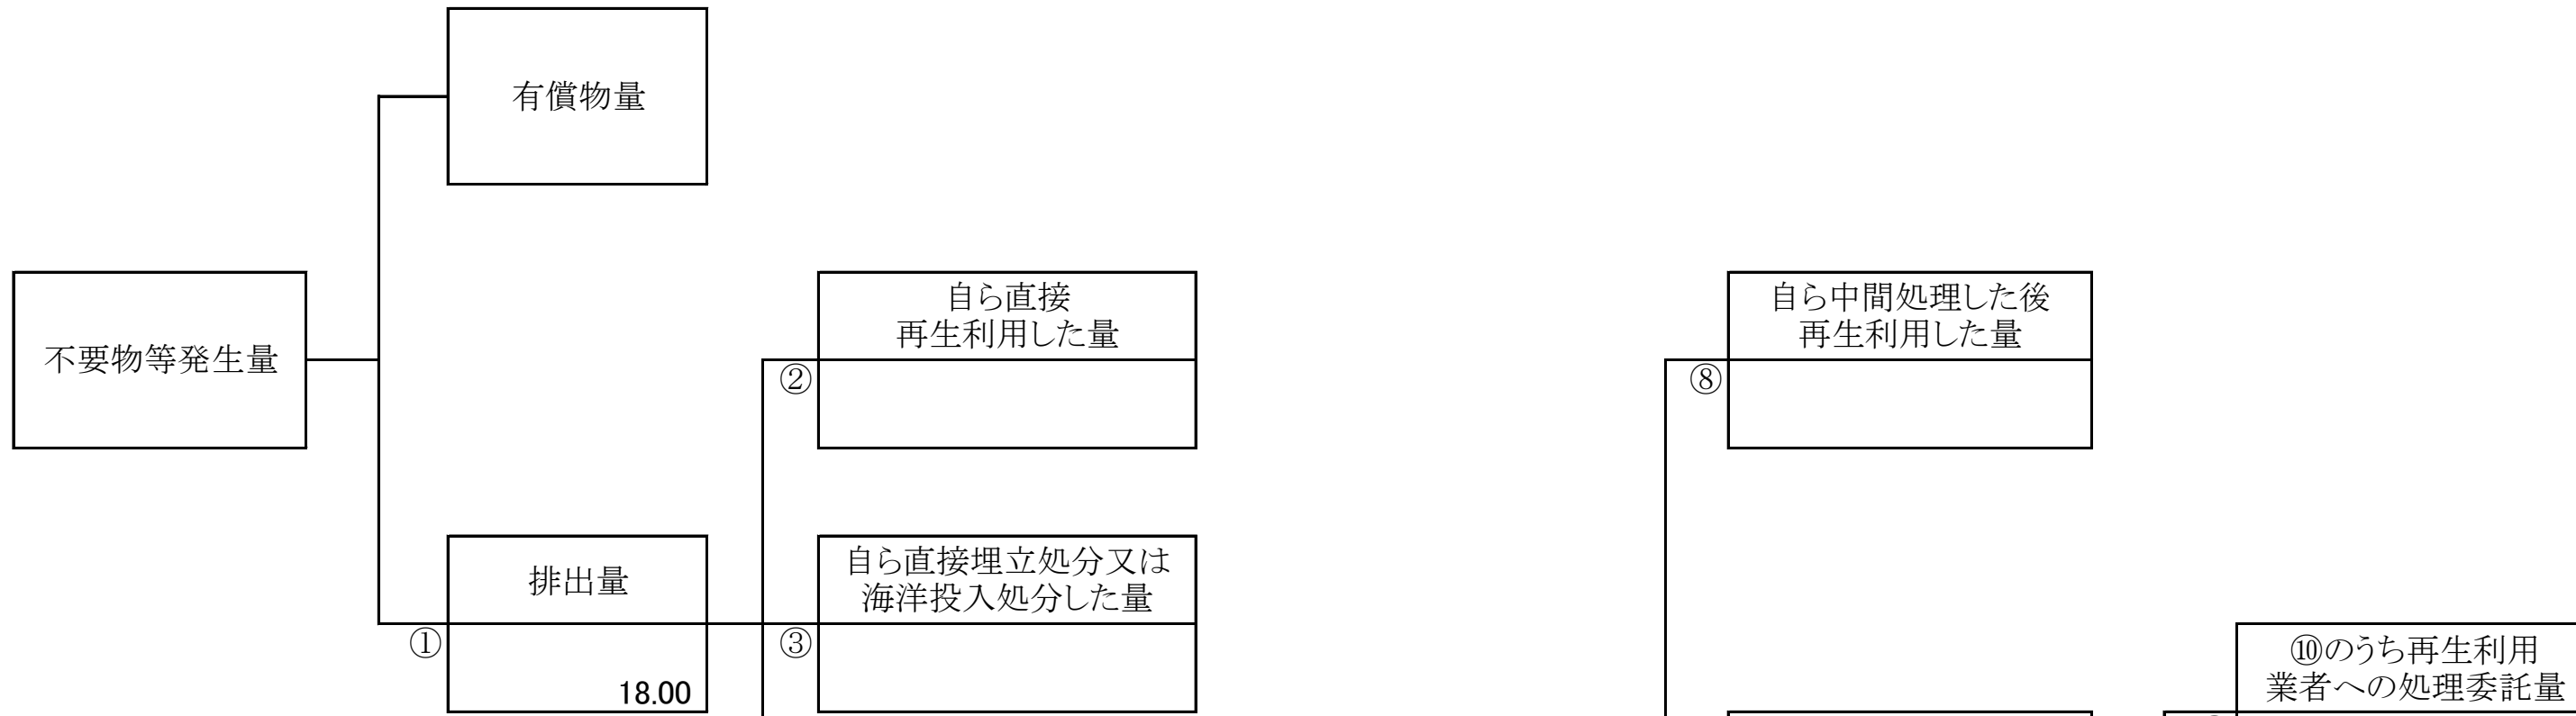 有償物量
不要物等発生量
自ら直接
再生利用した量
②
自ら中間処理した後
再生利用した量
⑧
排出量
①
18.00
自ら直接埋立処分又は
海洋投入処分した量
③
⑩のうち再生利用
業者への処理委託量